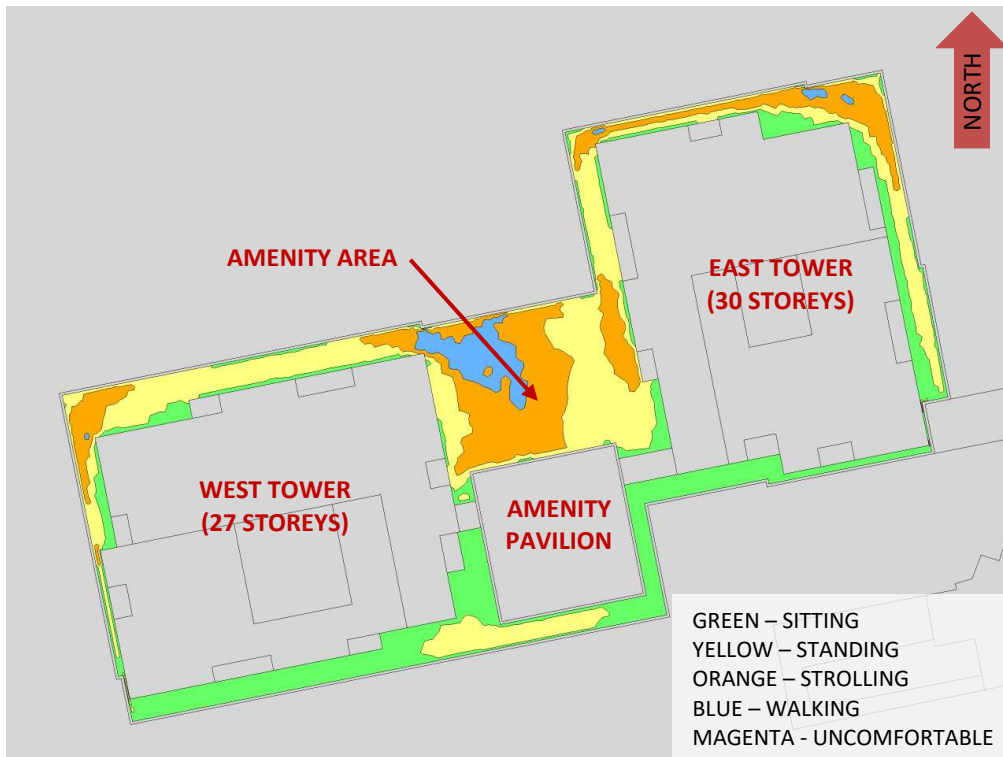 NORTH
AMENITY AREA
EAST TOWER
(30 STOREYS)
WEST TOWER
(27 STOREYS)
AMENITY
PAVILION
GREEN – SITTING
YELLOW – STANDING
ORANGE – STROLLING
BLUE – WALKING
MAGENTA - UNCOMFORTABLE